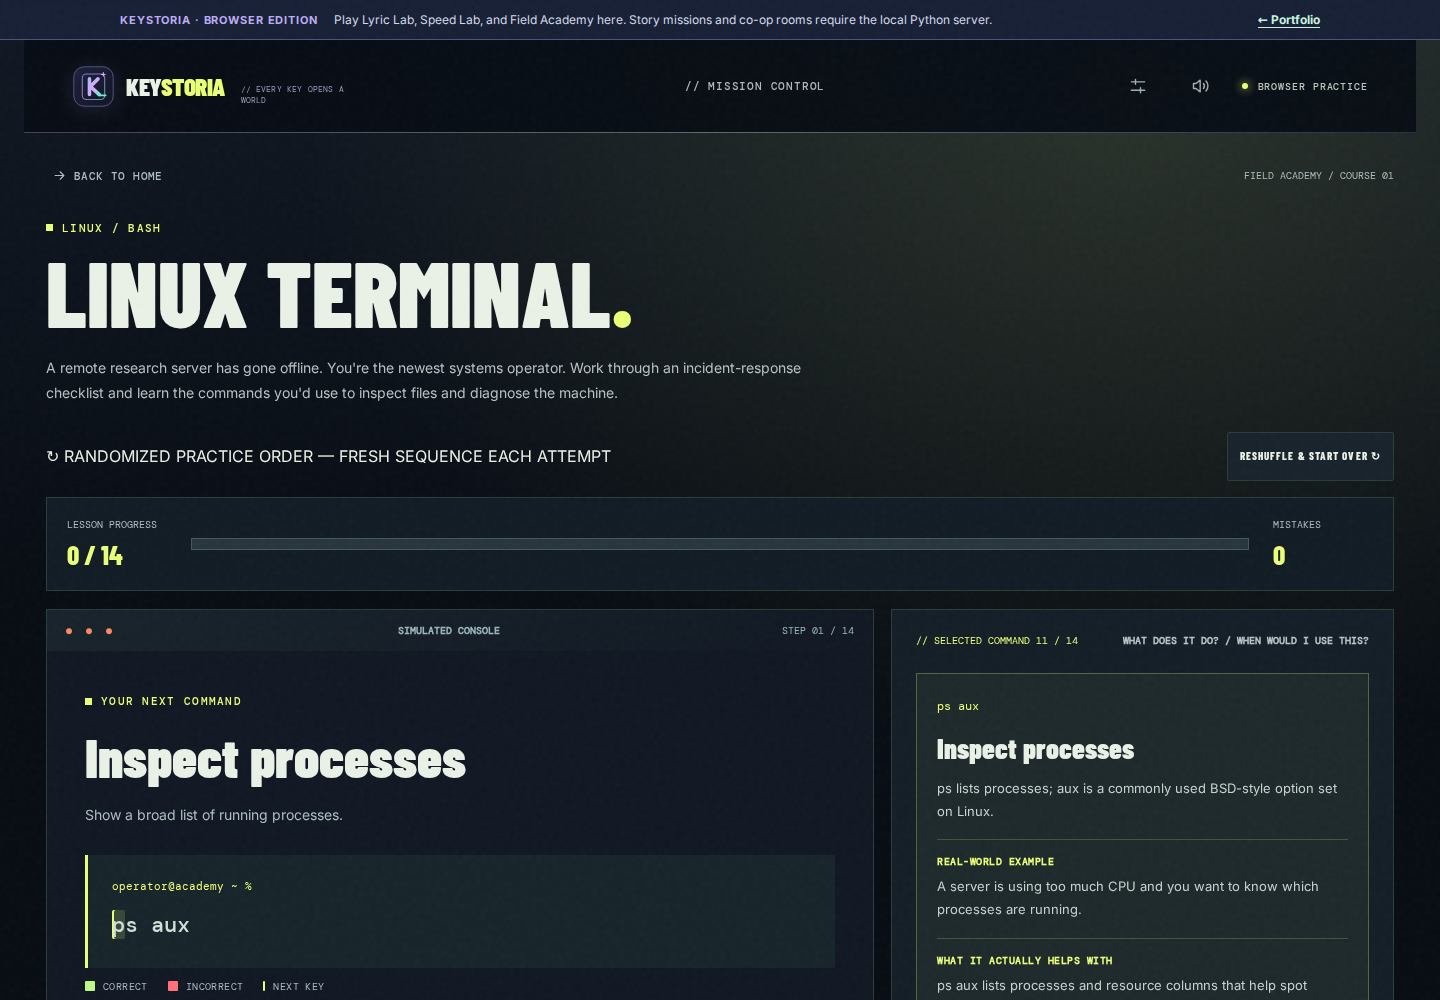 KEYSTORIA · BROWSER EDITION Play Lyric Lab, Speed Lab, and Field Academy here. Story missions and co-op rooms require the local Python server. ← Portfolio
KEYSTORIA // EVERY KEY OPENS A WORLD
// MISSION CONTROL
BROWSER PRACTICE
→ BACK TO HOME
FIELD ACADEMY / COURSE 01
LINUX / BASH
LINUX TERMINAL.
A remote research server has gone offline. You're the newest systems operator. Work through an incident-response
checklist and learn the commands you'd use to inspect files and diagnose the machine.
↻ RANDOMIZED PRACTICE ORDER — FRESH SEQUENCE EACH ATTEMPT
RESHUFFLE & START OVER ↻
LESSON PROGRESS
0 / 14
MISTAKES
0
SIMULATED CONSOLE
STEP 01 / 14
YOUR NEXT COMMAND
Inspect processes
Show a broad list of running processes.
operator@academy ~ %
ps aux
CORRECT INCORRECT NEXT KEY
// SELECTED COMMAND 11 / 14
WHAT DOES IT DO? / WHEN WOULD I USE THIS?
ps aux
Inspect processes
ps lists processes; aux is a commonly used BSD-style option set
on Linux.
REAL-WORLD EXAMPLE
A server is using too much CPU and you want to know which
processes are running.
WHAT IT ACTUALLY HELPS WITH
ps aux lists processes and resource columns that help spot